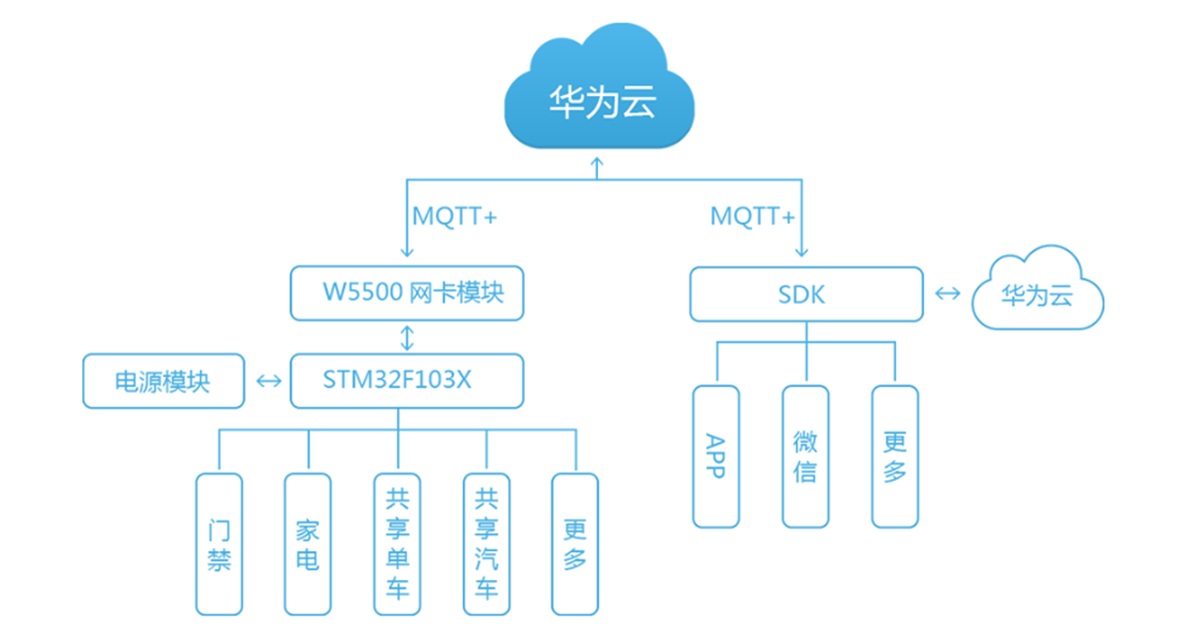 华为云
MQTT+
MQTT+
W5500 网卡模块
SDK
华为云
电源模块
STM32F103X
APP
微信
更多
门禁
家电
共享单车
共享汽车
更多